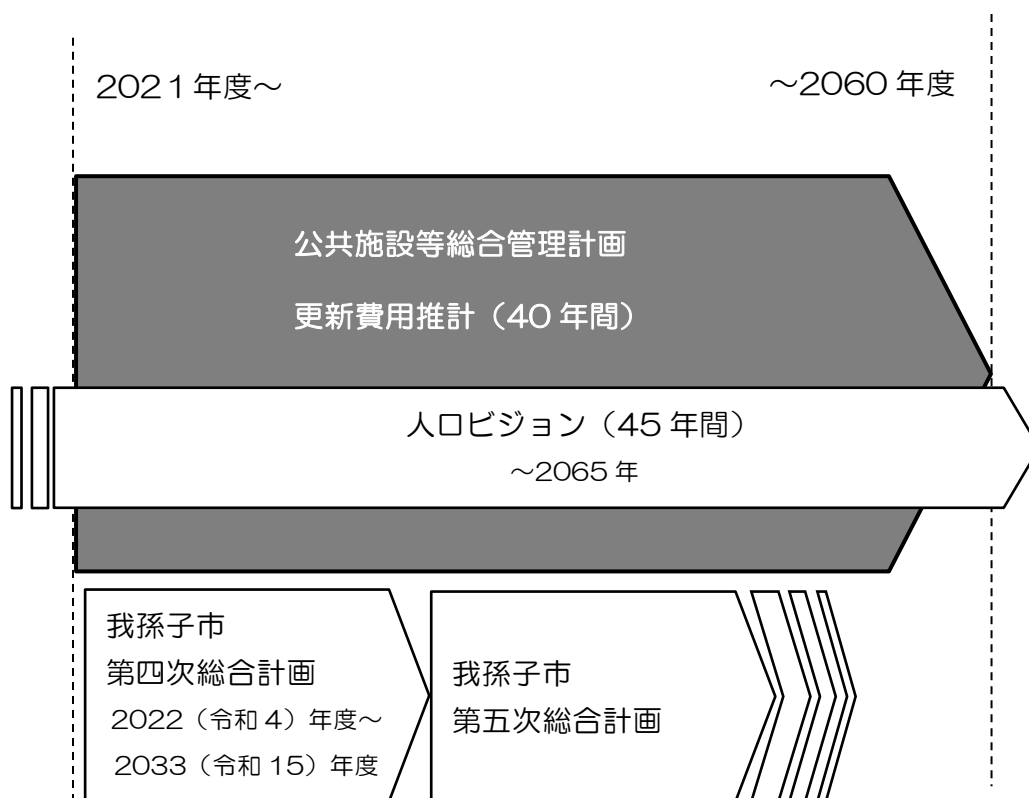 2021年度～
～2060年度
公共施設等総合管理計画
更新費用推計（40年間）
人口ビジョン（45年間）
～2065年
我孫子市
第四次総合計画
2022（令和4）年度～
2033（令和15）年度
我孫子市
第五次総合計画